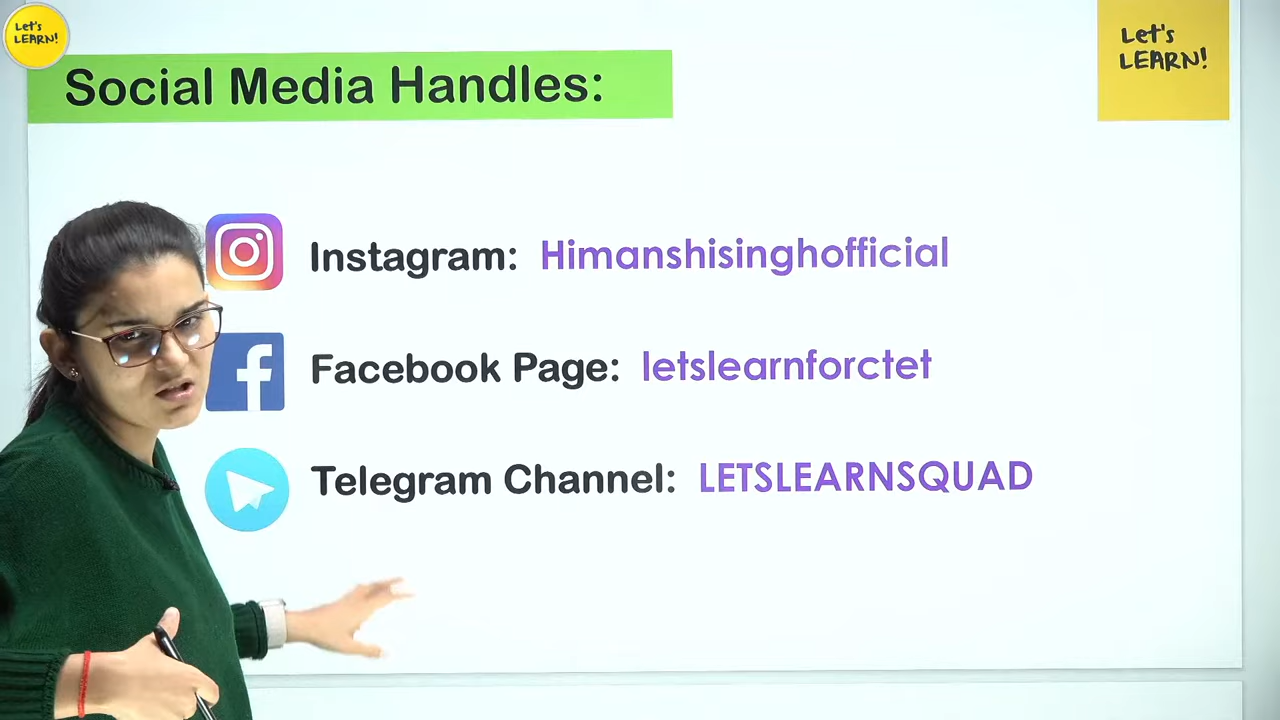 Let's
LEARN!
Let's
LEARN!
Social Media Handles:
Instagram: Himanshisinghofficial
Facebook Page: letslearnforctet
Telegram Channel: LETSLEARNSQUAD